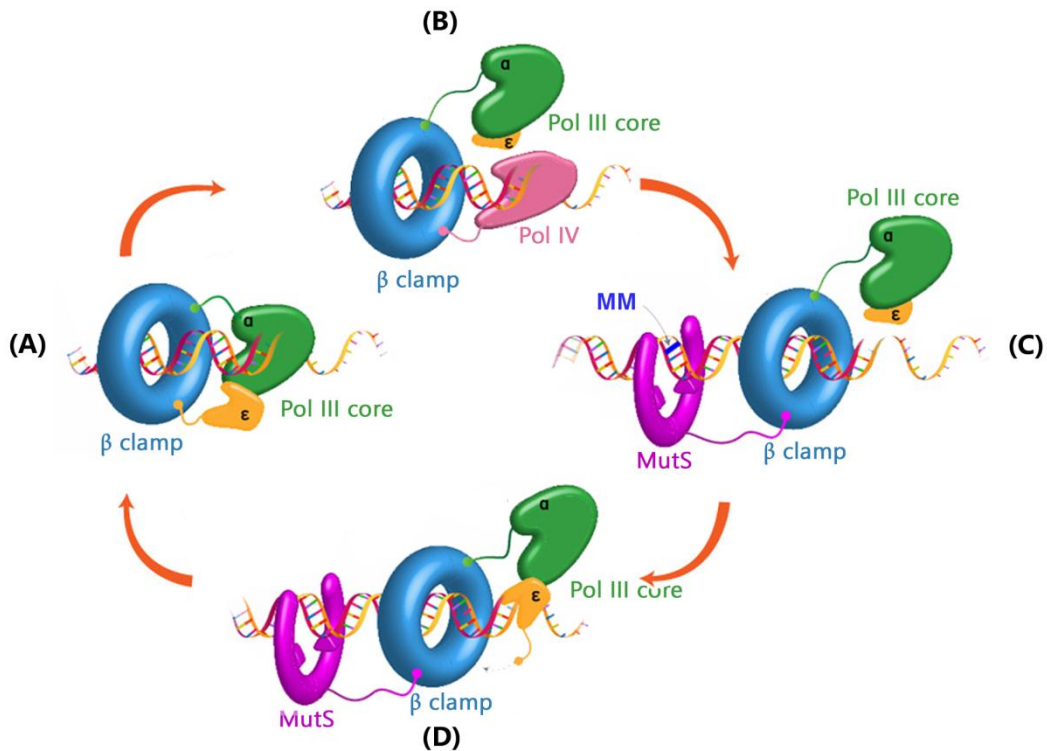 (B)
α
Pol III core
ε
Pol IV
β clamp
(A)
α
ε
Pol III core
β clamp
Pol III core
α
ε
MM
(C)
MutS
β clamp
α
ε
Pol III core
β clamp
MutS
(D)